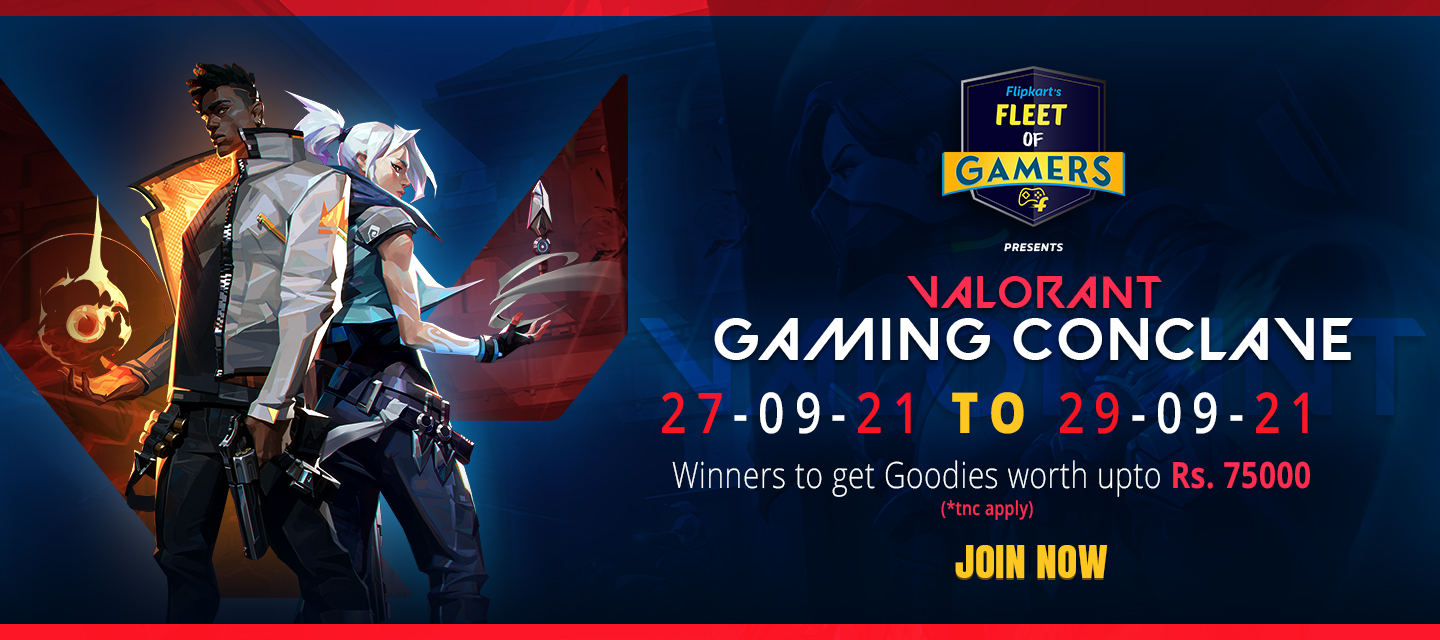 Flipkart's
FLEET
OF
GAMERS
PRESENTS
VALORANT
GAMING CONCLAVE
27-09-21 TO 29-09-21
Winners to get Goodies worth upto Rs. 75000
(*tnc apply)
JOIN NOW
VALORANT